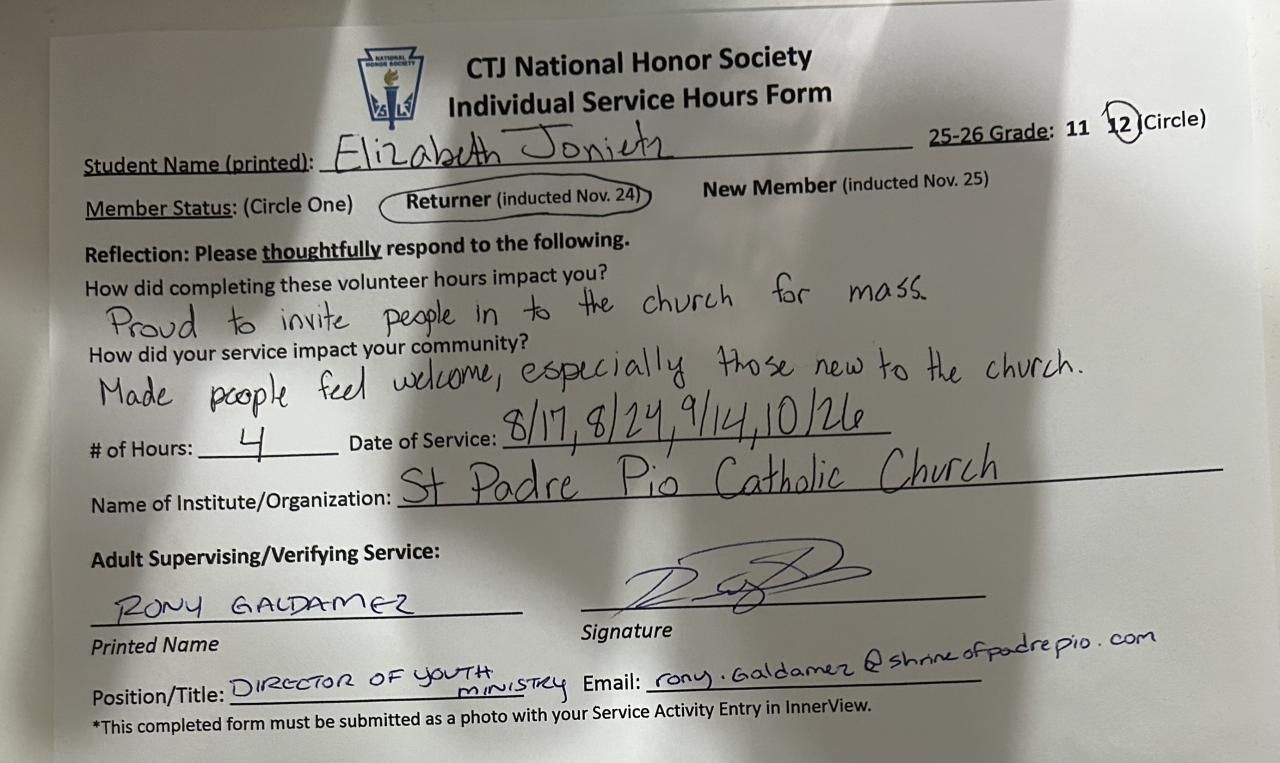 NATIONAL HONOR SOCIETY
CTJ National Honor Society
Individual Service Hours Form
Student Name (printed): Elizabeth Jonietz 25-26 Grade: 11 12 (Circle)
Member Status: (Circle One) Returner (inducted Nov. 24) New Member (inducted Nov. 25)
Reflection: Please thoughtfully respond to the following.
How did completing these volunteer hours impact you?
Proud to invite people in to the church for mass.
How did your service impact your community?
Made people feel welcome, especially those new to the church.
# of Hours: 4 Date of Service: 8/17, 8/24, 9/14, 10/26
Name of Institute/Organization: St Padre Pio Catholic Church
Adult Supervising/Verifying Service:
RONY GALDAMEZ
Printed Name Signature
Position/Title: DIRECTOR OF YOUTH MINISTRY Email: rony.Galdamez@shrineofpadrepio.com
*This completed form must be submitted as a photo with your Service Activity Entry in InnerView.